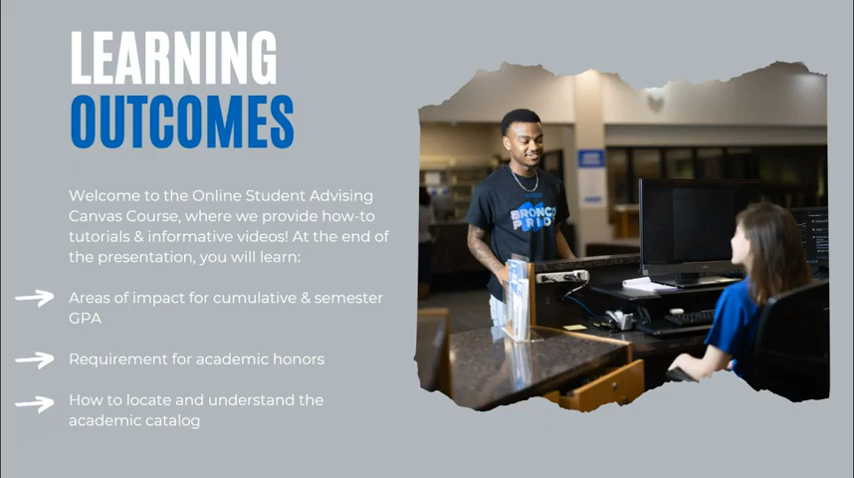 LEARNING
OUTCOMES
Welcome to the Online Student Advising
Canvas Course, where we provide how-to
tutorials & informative videos! At the end of
the presentation, you will learn:
Areas of impact for cumulative & semester
GPA
Requirement for academic honors
How to locate and understand the
academic catalog
BRONCO
PRIDE